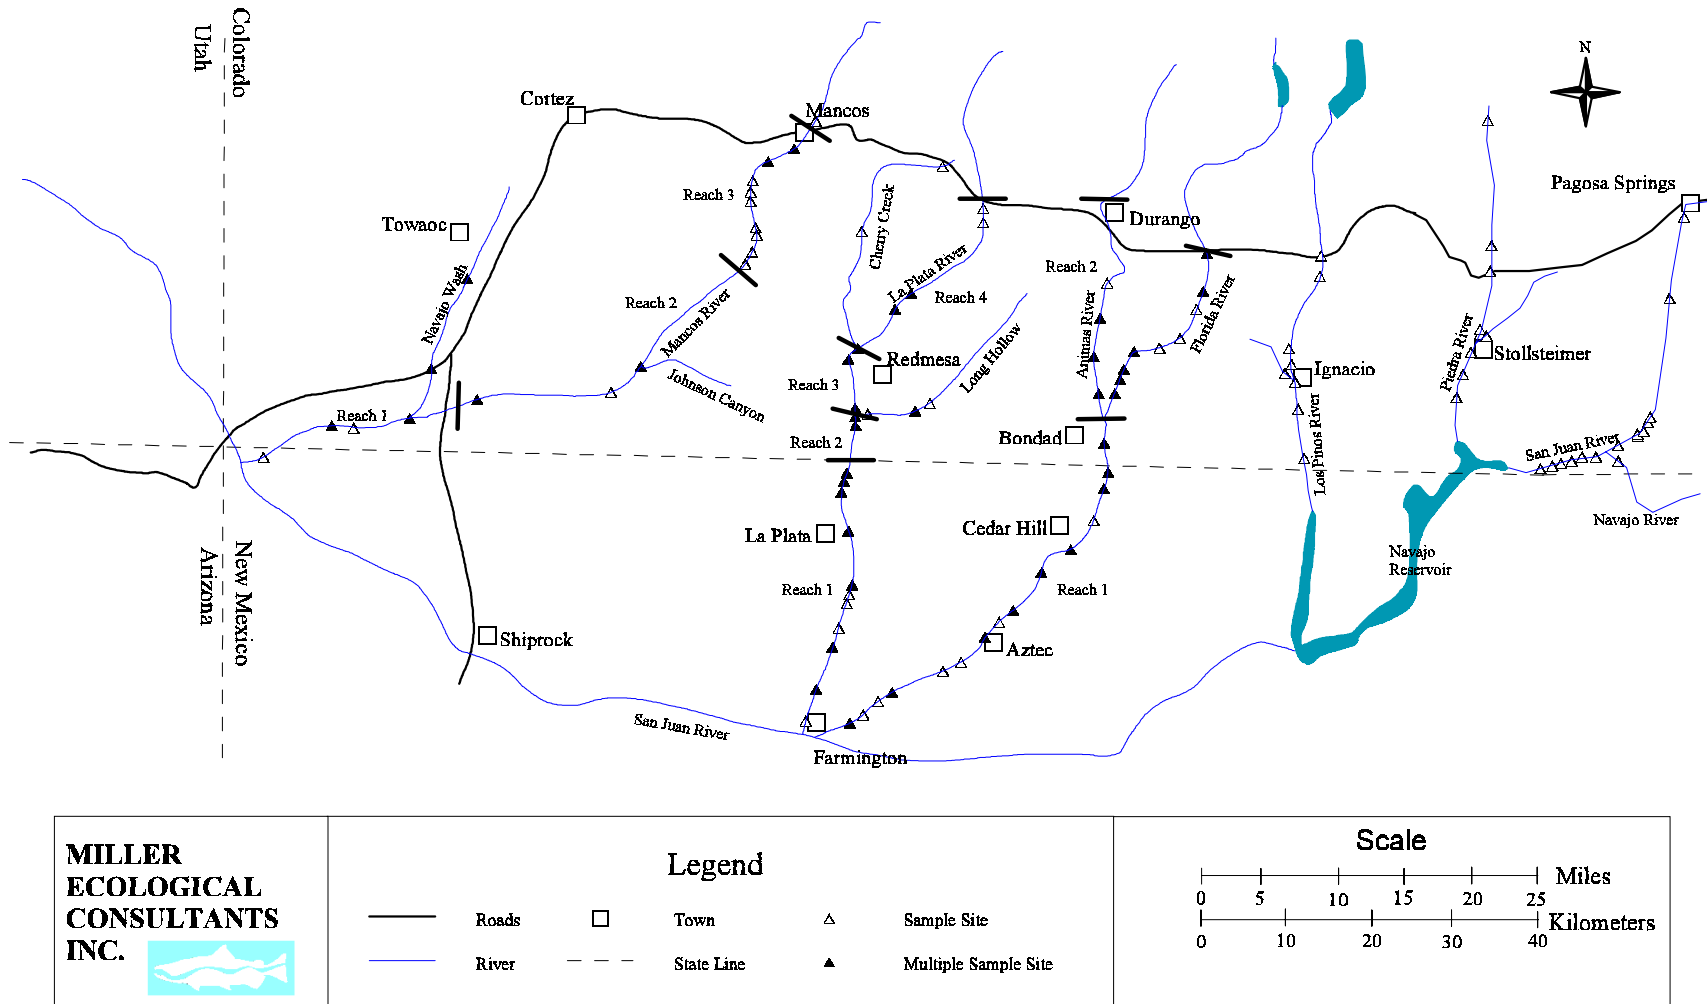 Colorado
Utah
N
Cortez
Mancos
Pagosa Springs
Reach 3
Towaoc
Cherry Creek
Durango
Navajo Wash
La Plata River
Reach 2
Reach 4
Reach 2
Mancos River
Animas River
Florida River
Piedra River
Redmesa
Long Hollow
Stollsteimer
Johnson Canyon
Ignacio
Reach 3
Reach 1
Reach 2
Bondad
Los Pinos River
San Juan River
Navajo River
La Plata
Cedar Hill
New Mexico
Arizona
Navajo
Reservoir
Reach 1
Reach 1
Shiprock
Aztec
San Juan River
Farmington
MILLER
ECOLOGICAL
CONSULTANTS
INC.
Legend
Roads
Town
Sample Site
River
State Line
Multiple Sample Site
Scale
Miles
0 5 10 15 20 25
Kilometers
0 10 20 30 40